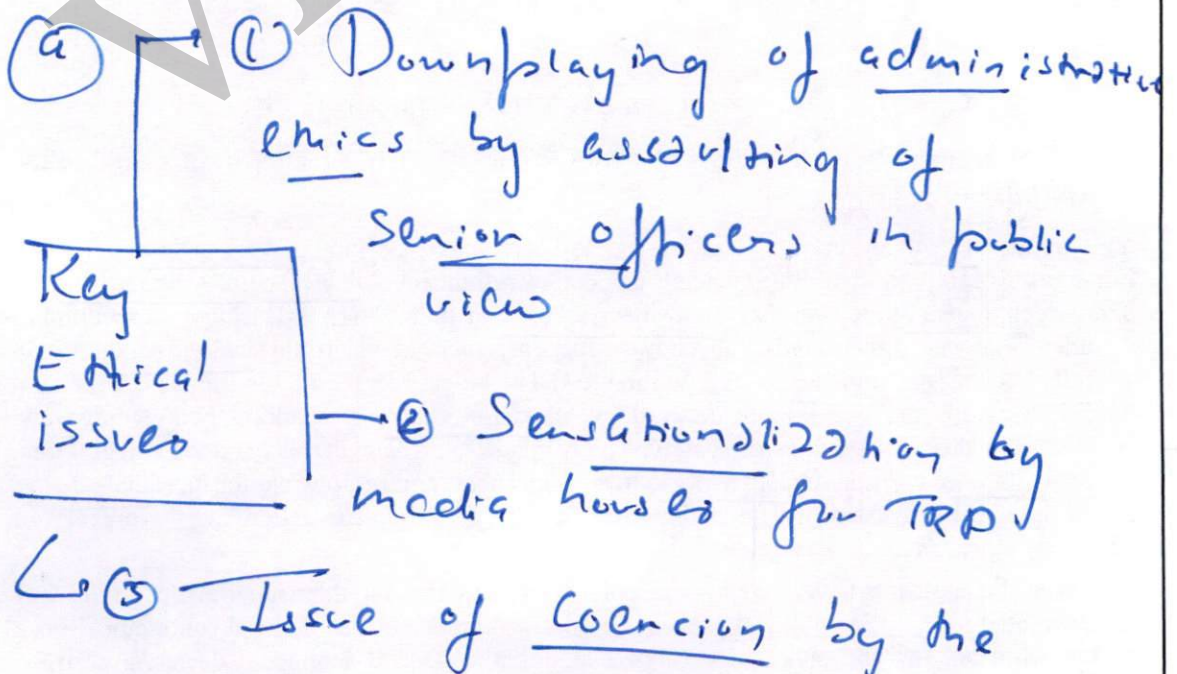 (a) → ① Downplaying of administrative
ethics by assaulting of
senior officers in public
view
Key
Ethical
issues
→ ② Sensationalization by
media houses for TRP
↳ ③ Issue of Coercion by the